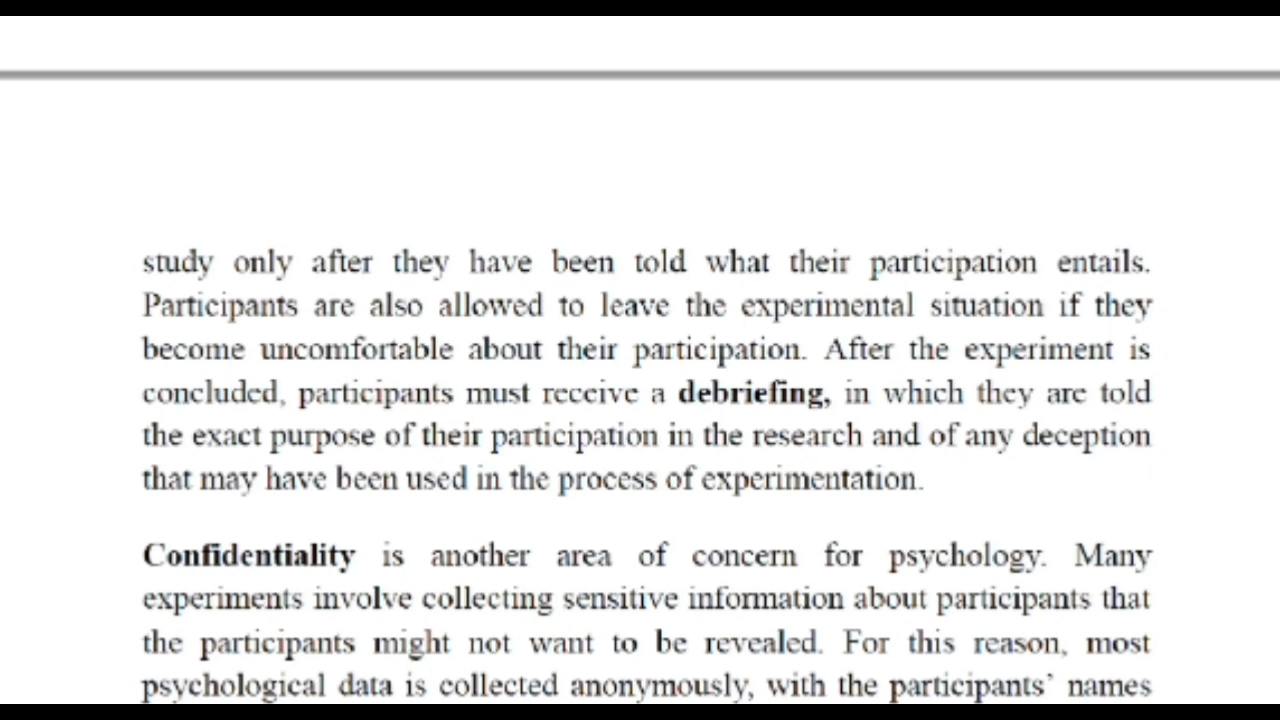 study only after they have been told what their participation entails.
Participants are also allowed to leave the experimental situation if they
become uncomfortable about their participation. After the experiment is
concluded, participants must receive a debriefing, in which they are told
the exact purpose of their participation in the research and of any deception
that may have been used in the process of experimentation.
Confidentiality is another area of concern for psychology. Many
experiments involve collecting sensitive information about participants that
the participants might not want to be revealed. For this reason, most
psychological data is collected anonymously, with the participants’ names